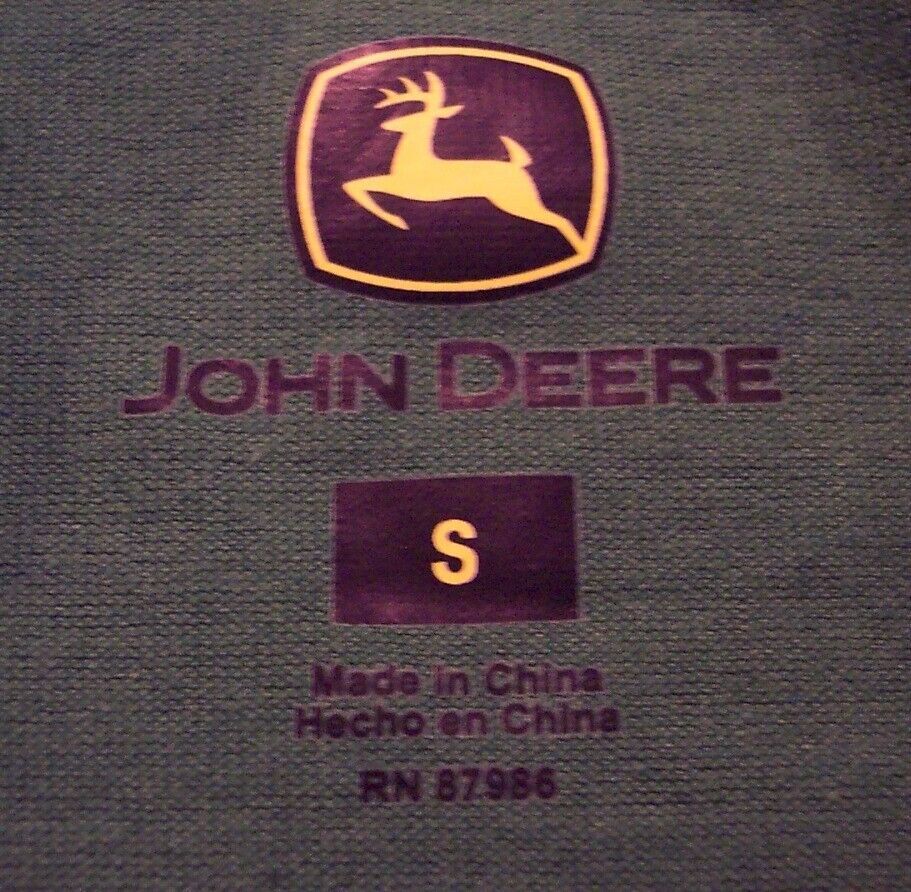 JOHN DEERE
S
Made in China
Hecho en China
RN 87986